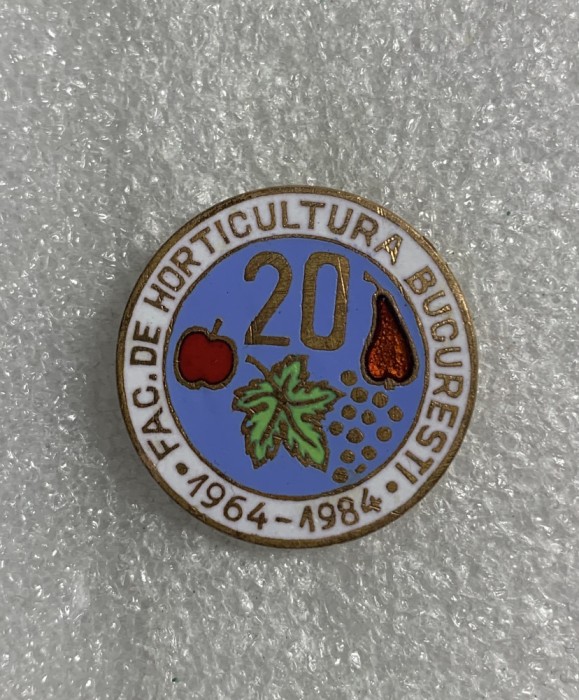 FAC. DE HORTICULTURA BUCURESTI
20
1964-1984